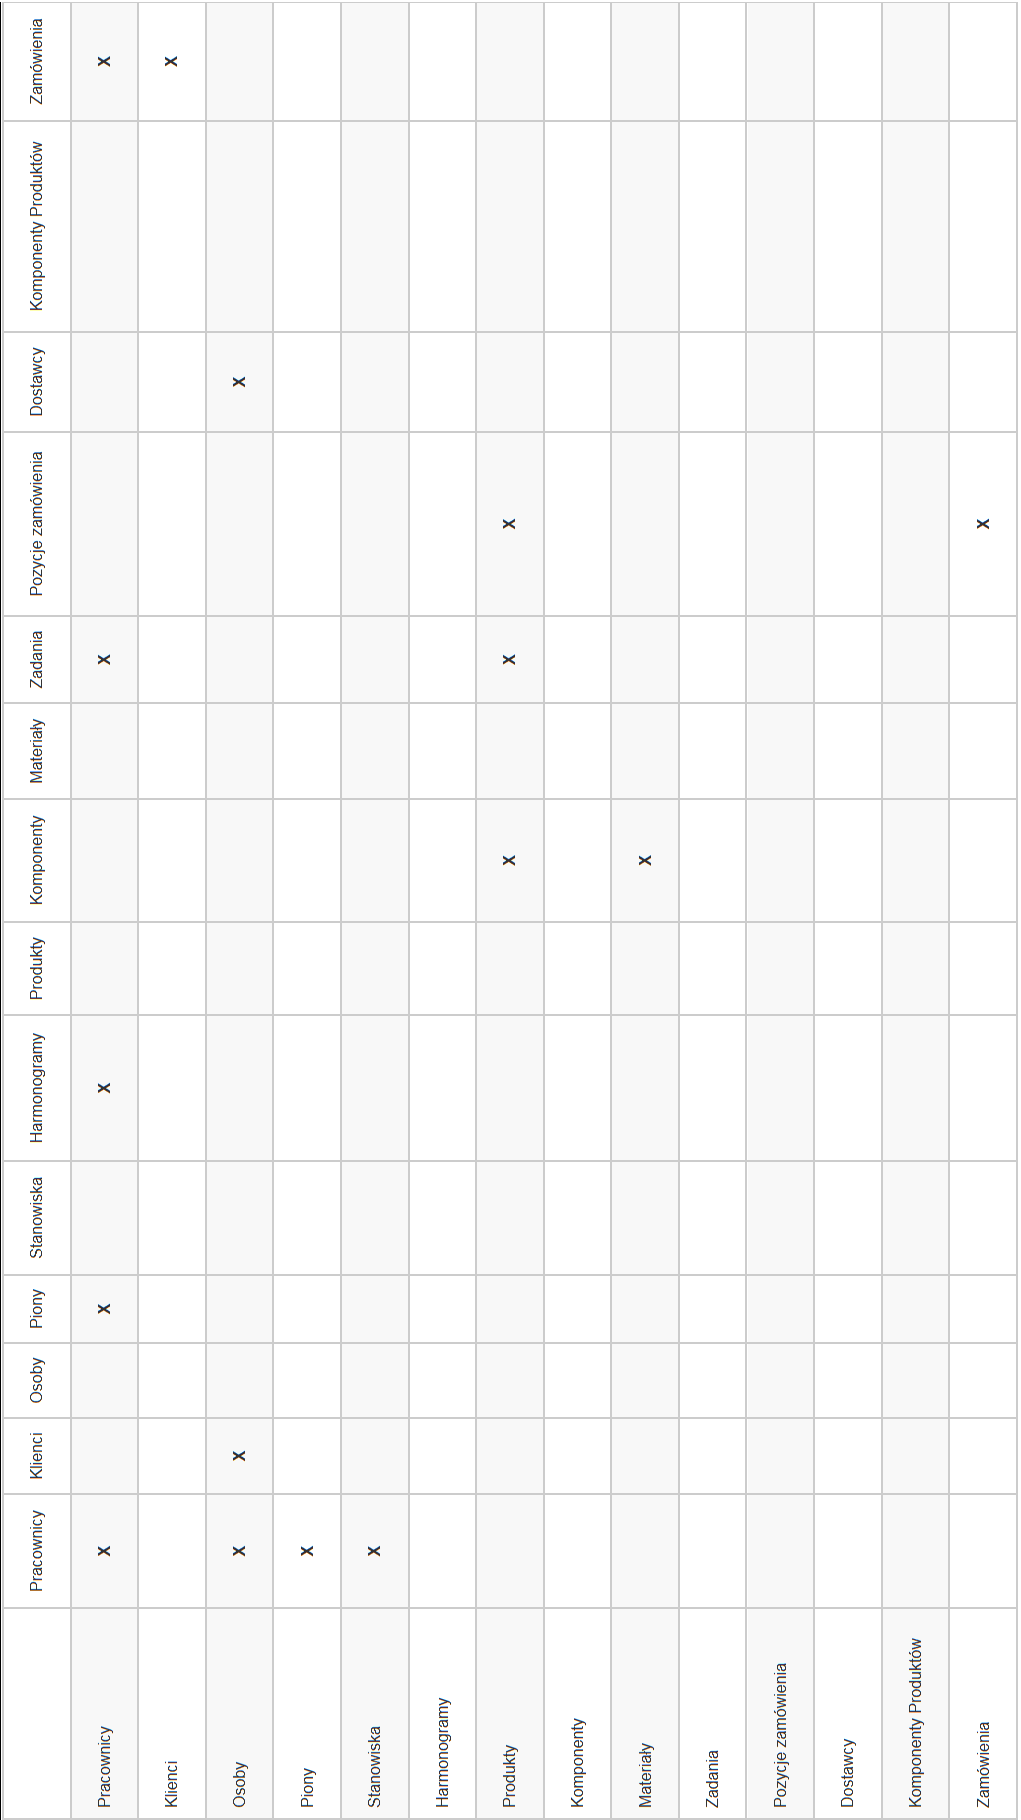 Pracownicy Klienci Osoby Piony Stanowiska Harmonogramy Produkty Komponenty Materiały Zadania Pozycje zamówienia Dostawcy Komponenty Produktów Zamówienia
Pracownicy X X X X X
Klienci X
Osoby X X X
Piony X
Stanowiska X
Harmonogramy
Produkty X X X
Komponenty
Materiały X
Zadania
Pozycje zamówienia
Dostawcy
Komponenty Produktów
Zamówienia X